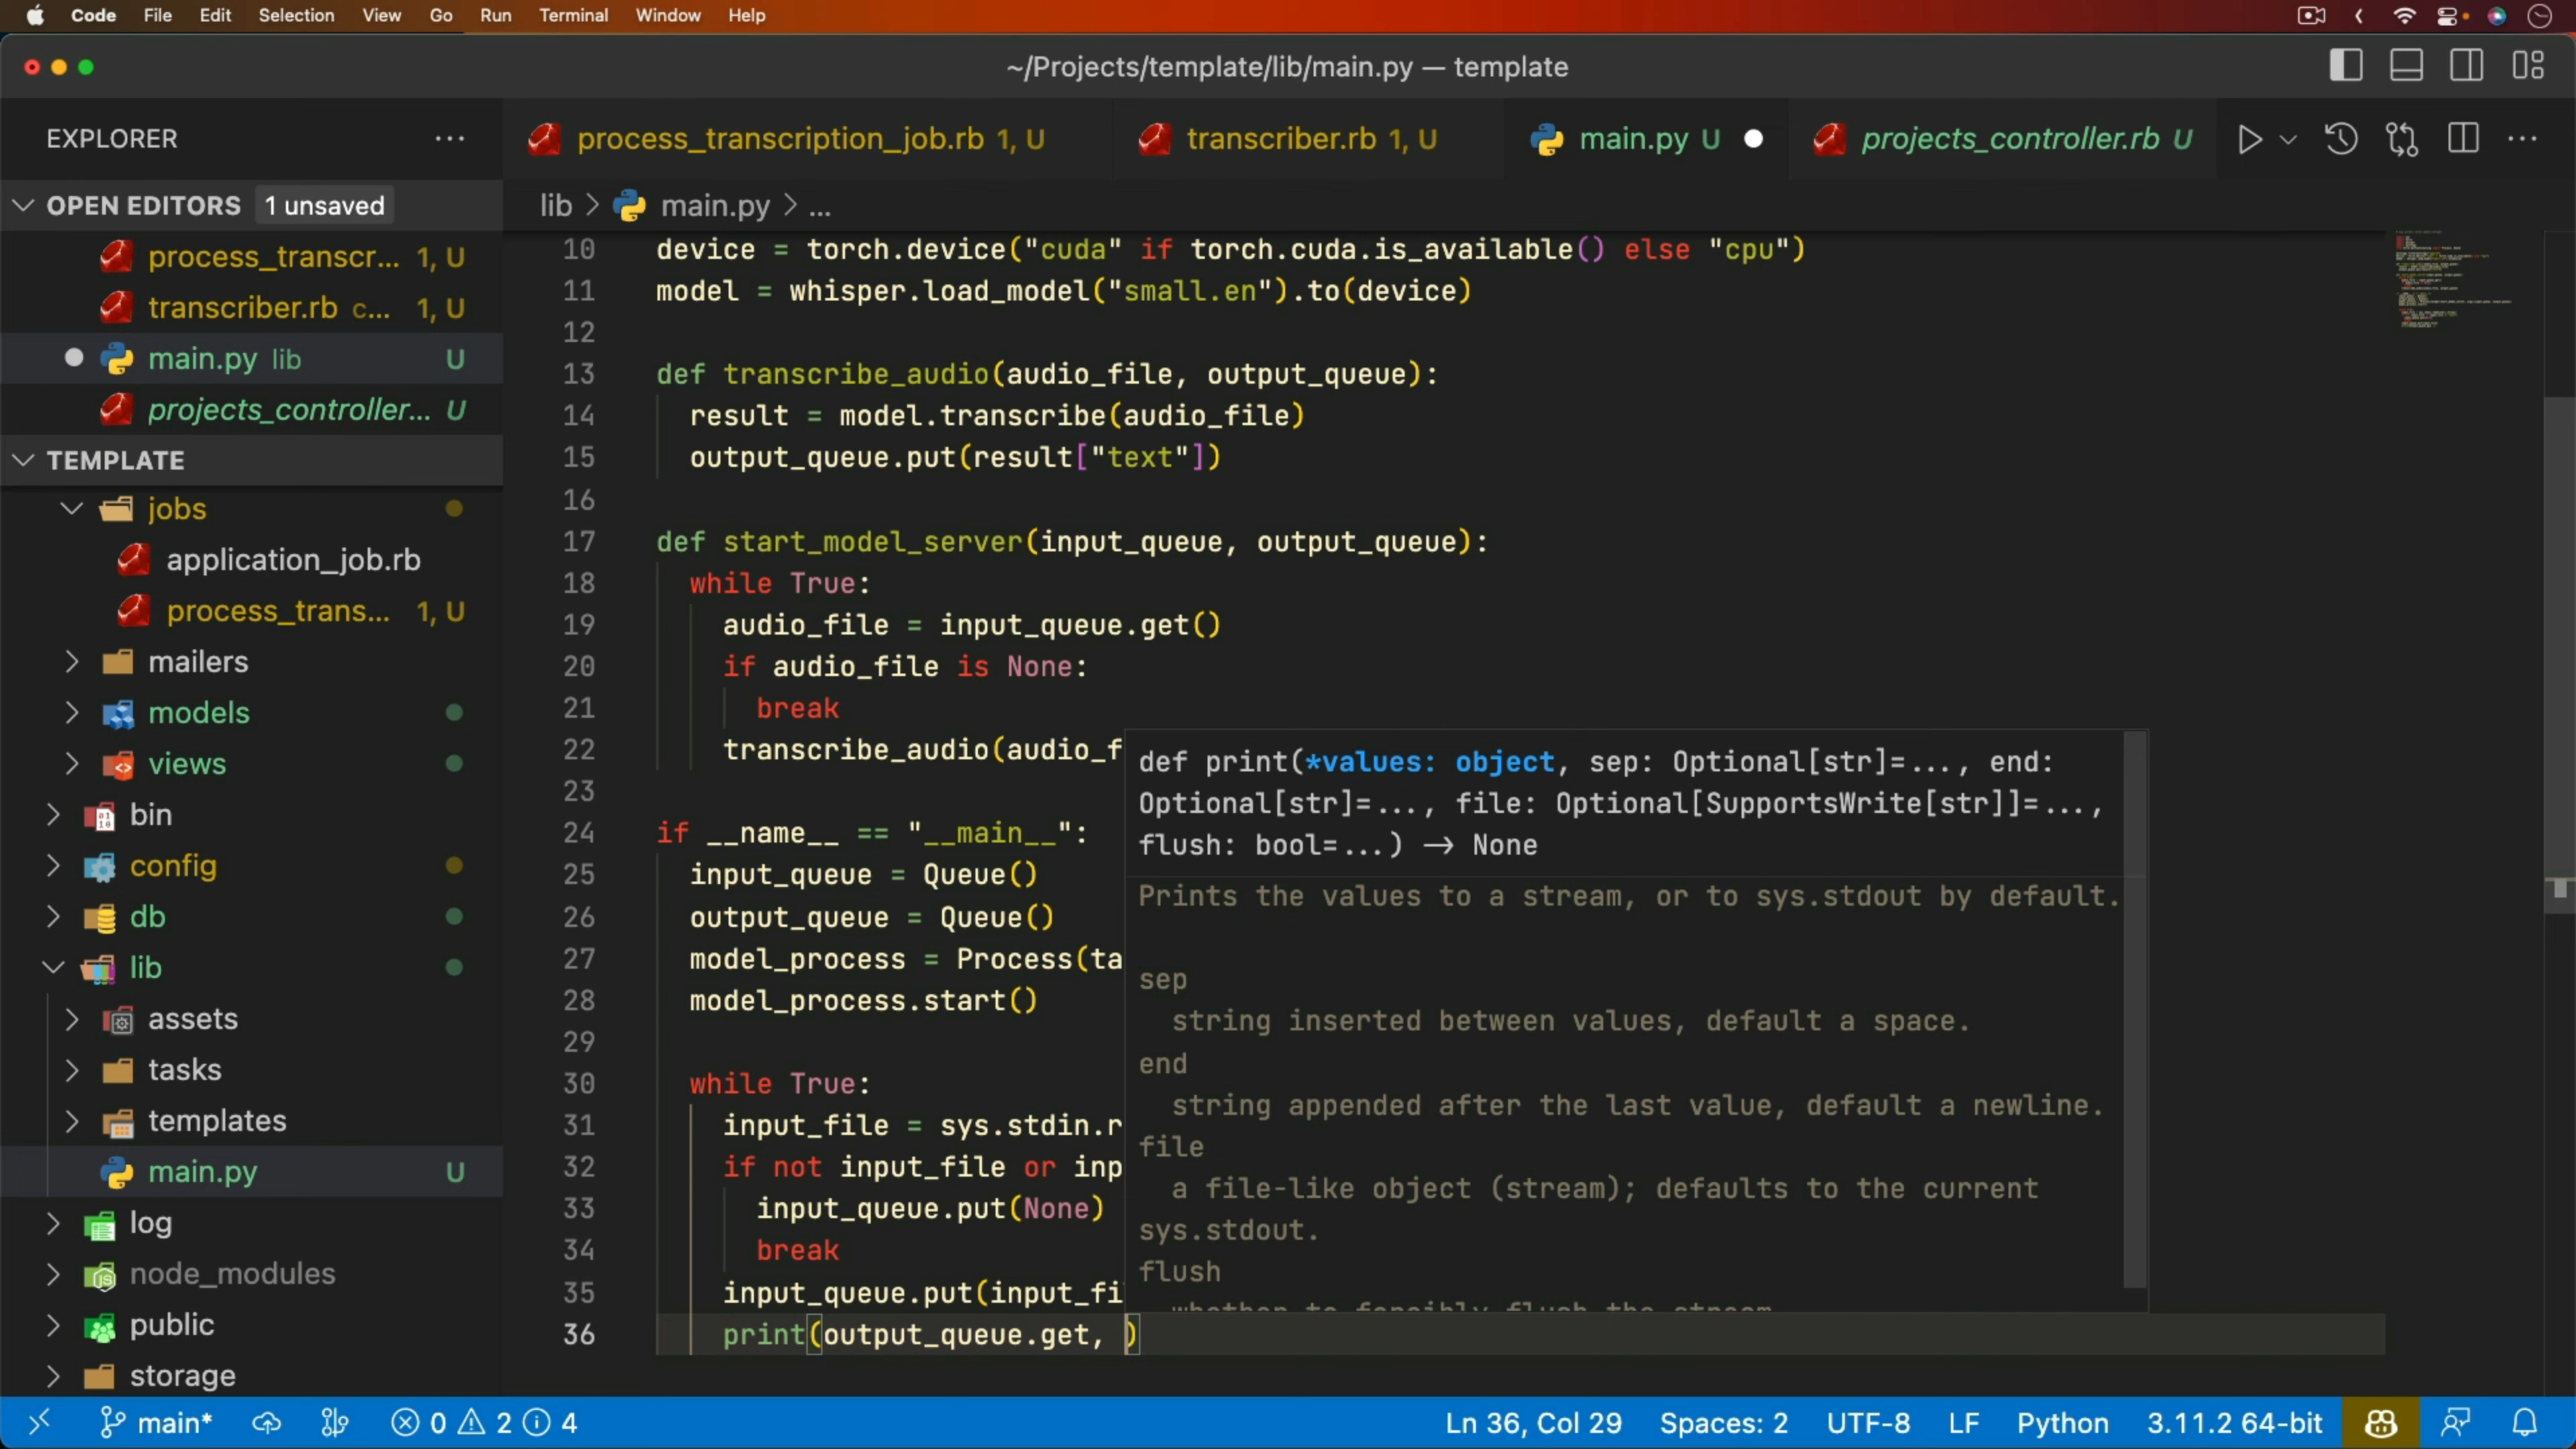 Code File Edit Selection View Go Run Terminal Window Help
~/Projects/template/lib/main.py — template
EXPLORER
process_transcription_job.rb 1, U
transcriber.rb 1, U
main.py U
projects_controller.rb U
OPEN EDITORS 1 unsaved
lib > main.py > ...
process_transcr... 1, U
transcriber.rb c... 1, U
main.py lib U
projects_controller... U
TEMPLATE
jobs
application_job.rb
process_trans... 1, U
mailers
models
views
bin
config
db
lib
assets
tasks
templates
main.py U
log
node_modules
public
storage
10 device = torch.device("cuda" if torch.cuda.is_available() else "cpu")
11 model = whisper.load_model("small.en").to(device)
12
13 def transcribe_audio(audio_file, output_queue):
14 result = model.transcribe(audio_file)
15 output_queue.put(result["text"])
16
17 def start_model_server(input_queue, output_queue):
18 while True:
19 audio_file = input_queue.get()
20 if audio_file is None:
21 break
22 transcribe_audio(audio_f
23
24 if __name__ == "__main__":
25 input_queue = Queue()
26 output_queue = Queue()
27 model_process = Process(ta
28 model_process.start()
29
30 while True:
31 input_file = sys.stdin.r
32 if not input_file or inp
33 input_queue.put(None)
34 break
35 input_queue.put(input_fi
36 print(output_queue.get, )
def print(*values: object, sep: Optional[str]=..., end:
Optional[str]=..., file: Optional[SupportsWrite[str]]=...,
flush: bool=...) → None
Prints the values to a stream, or to sys.stdout by default.
sep
string inserted between values, default a space.
end
string appended after the last value, default a newline.
file
a file-like object (stream); defaults to the current
sys.stdout.
flush
whether to forcibly flush the stream
main* 0 2 4
Ln 36, Col 29 Spaces: 2 UTF-8 LF Python 3.11.2 64-bit